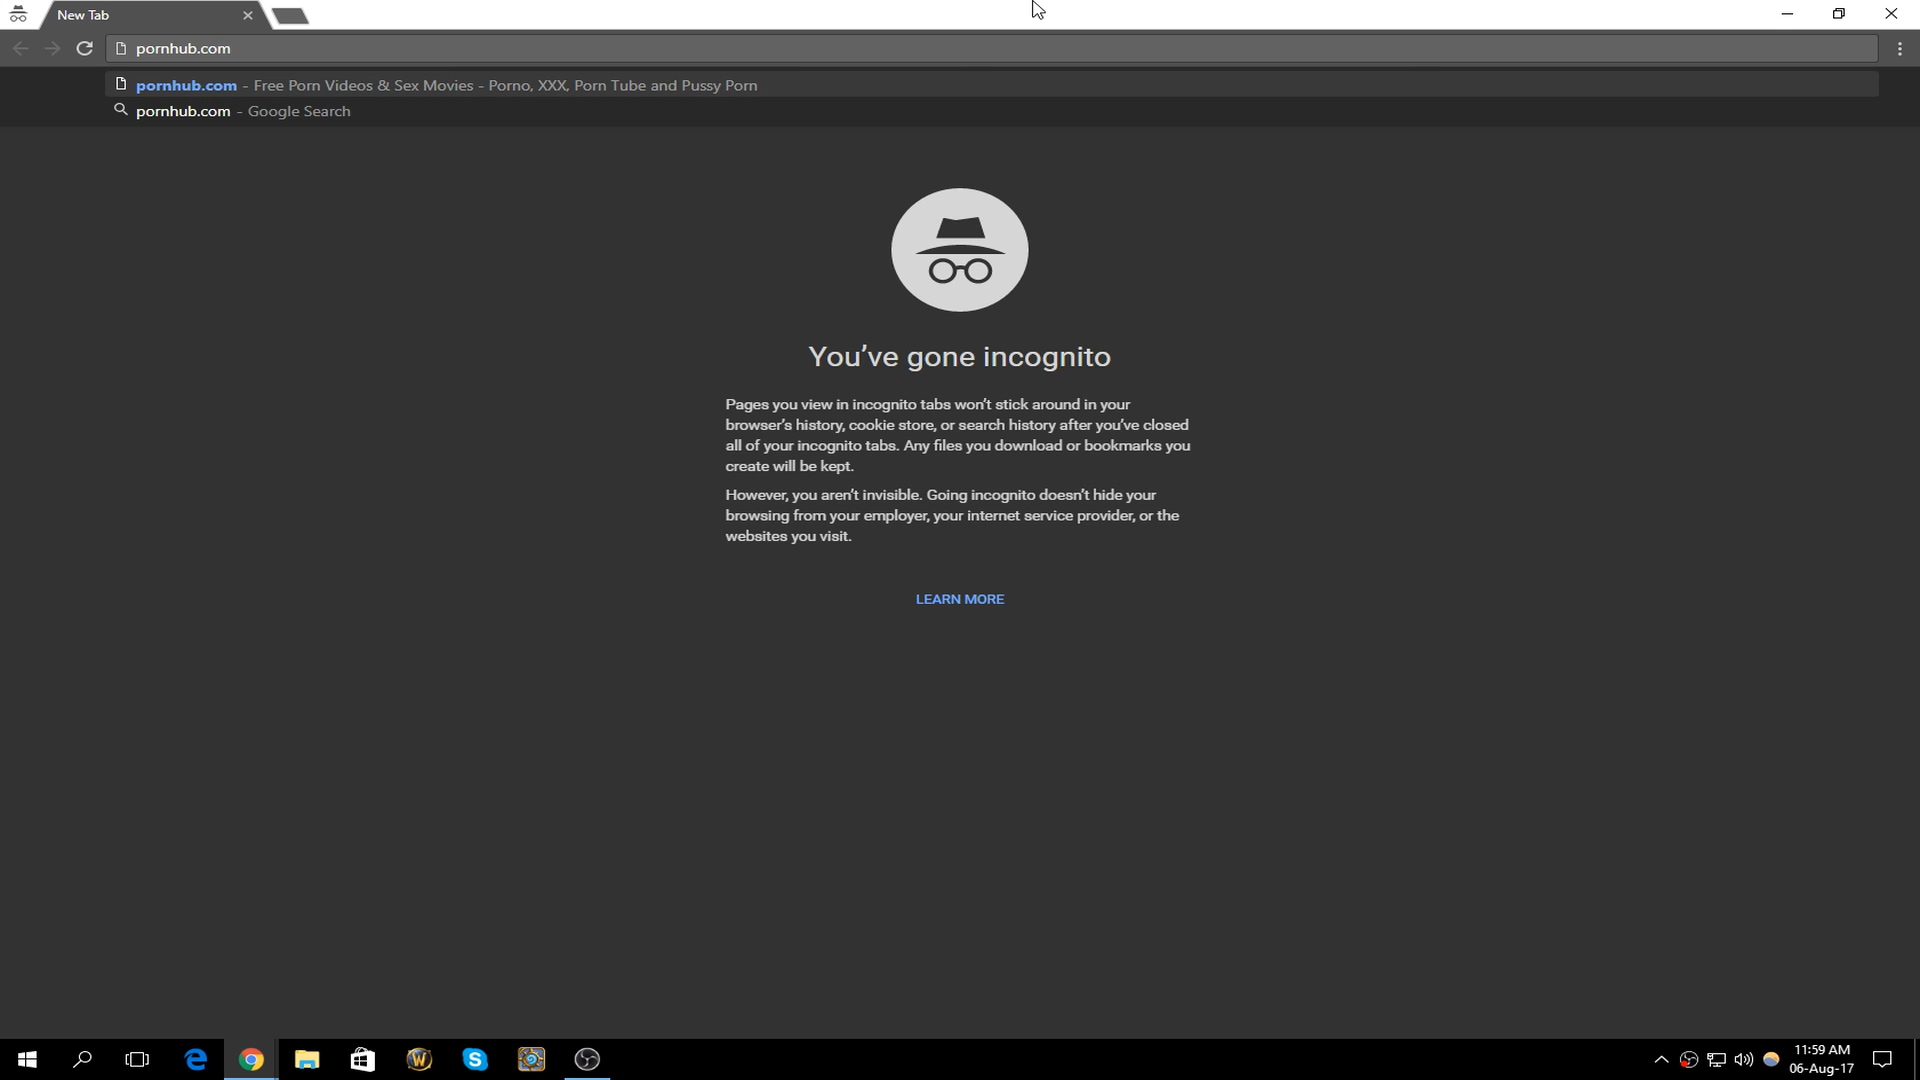 New Tab
pornhub.com
pornhub.com - Free Porn Videos & Sex Movies - Porno, XXX, Porn Tube and Pussy Porn
pornhub.com - Google Search
You've gone incognito
Pages you view in incognito tabs won't stick around in your
browser's history, cookie store, or search history after you've closed
all of your incognito tabs. Any files you download or bookmarks you
create will be kept.
However, you aren't invisible. Going incognito doesn't hide your
browsing from your employer, your internet service provider, or the
websites you visit.
LEARN MORE
11:59 AM
06-Aug-17